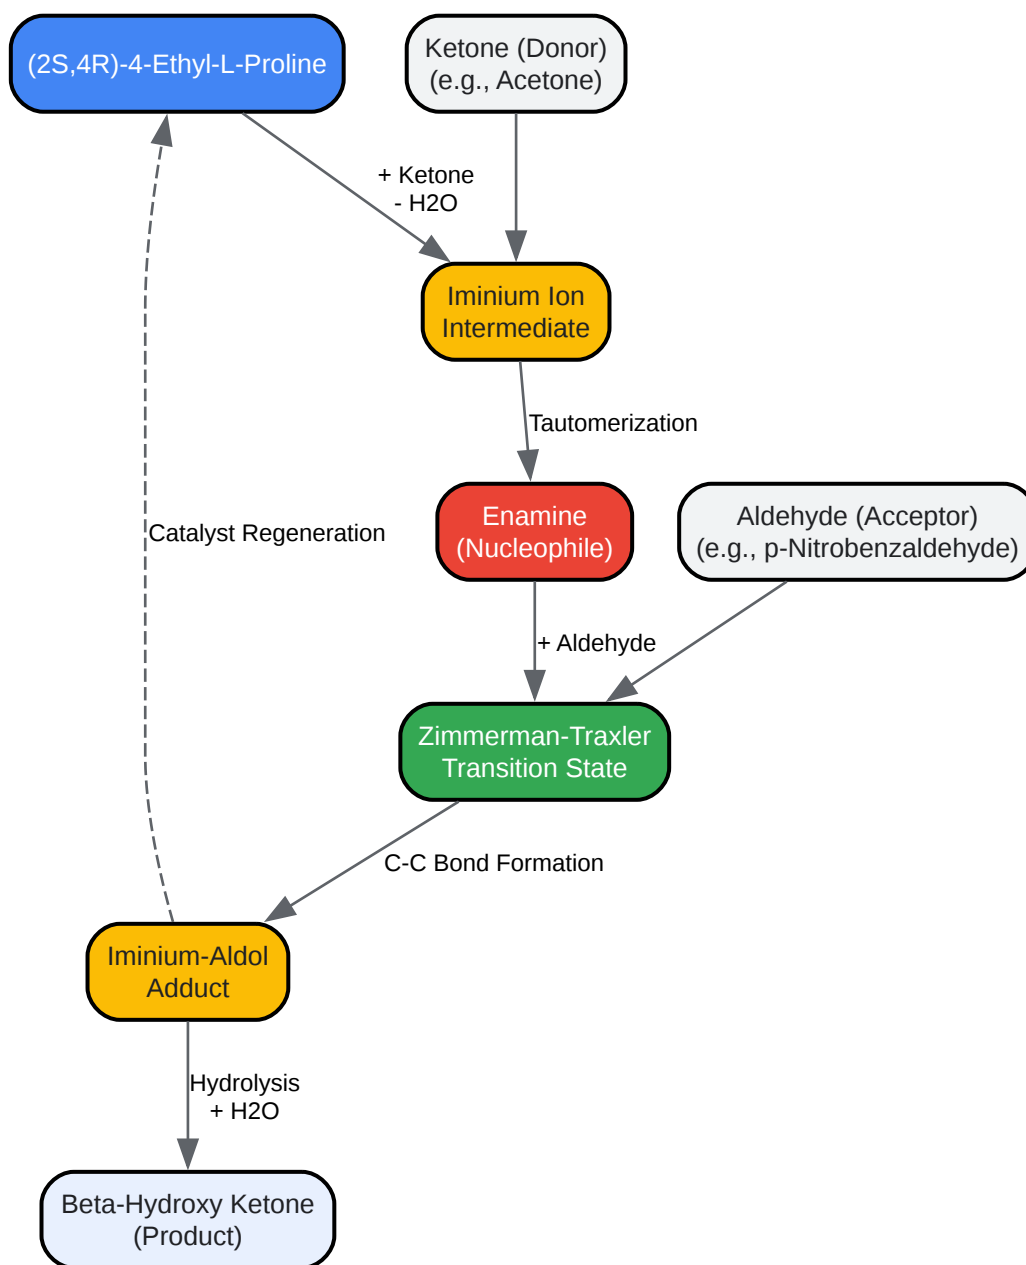 (2S,4R)-4-Ethyl-L-Proline
Ketone (Donor)
(e.g., Acetone)
+ Ketone
- H2O
Iminium Ion
Intermediate
Tautomerization
Enamine
(Nucleophile)
Aldehyde (Acceptor)
(e.g., p-Nitrobenzaldehyde)
Catalyst Regeneration
+ Aldehyde
Zimmerman-Traxler
Transition State
C-C Bond Formation
Iminium-Aldol
Adduct
Hydrolysis
+ H2O
Beta-Hydroxy Ketone
(Product)